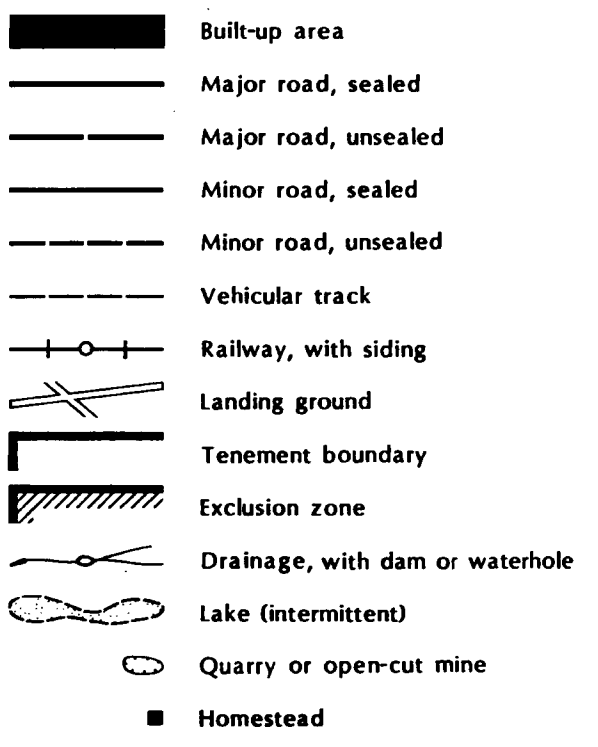 Built-up area
Major road, sealed
Major road, unsealed
Minor road, sealed
Minor road, unsealed
Vehicular track
Railway, with siding
Landing ground
Tenement boundary
Exclusion zone
Drainage, with dam or waterhole
Lake (intermittent)
Quarry or open-cut mine
Homestead